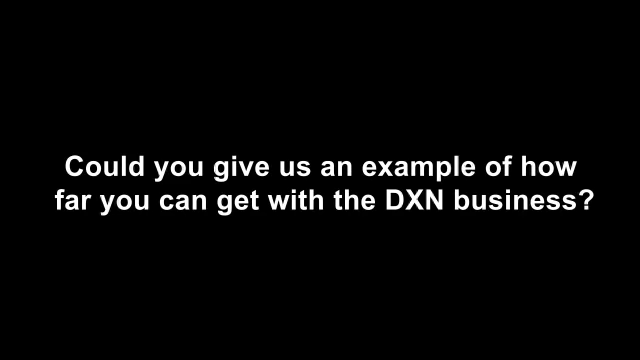 Could you give us an example of how
far you can get with the DXN business?